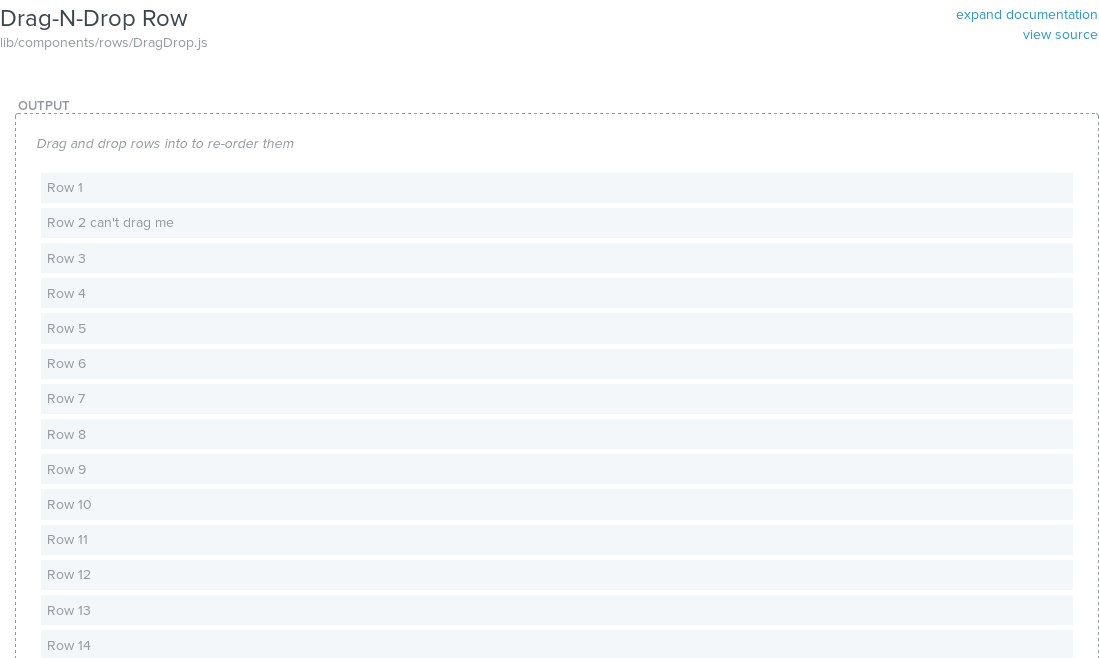 Drag-N-Drop Row
expand documentation
lib/components/rows/DragDrop.js
view source
OUTPUT
Drag and drop rows into to re-order them
Row 1
Row 2 can't drag me
Row 3
Row 4
Row 5
Row 6
Row 7
Row 8
Row 9
Row 10
Row 11
Row 12
Row 13
Row 14